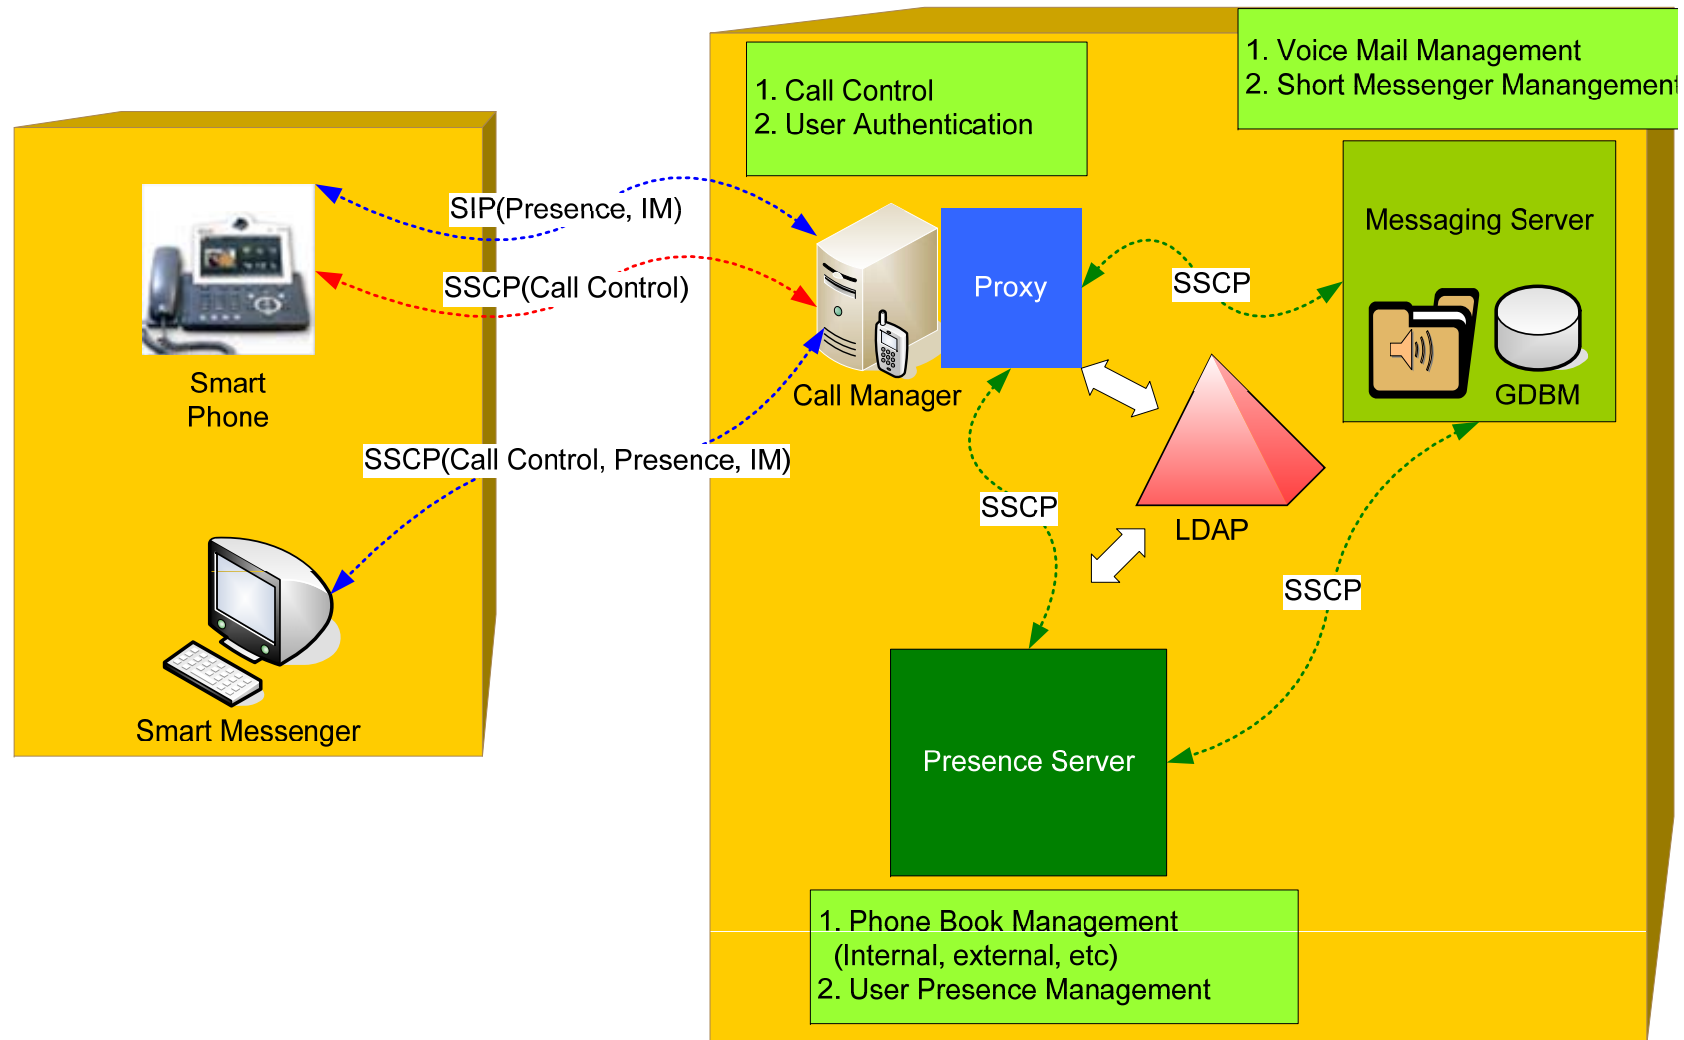 1. Voice Mail Management
2. Short Messenger Manangement
1. Call Control
2. User Authentication
SIP(Presence, IM)
Messaging Server
SSCP(Call Control)
Proxy
SSCP
Smart
Phone
Call Manager
GDBM
SSCP(Call Control, Presence, IM)
SSCP
LDAP
SSCP
Smart Messenger
Presence Server
1. Phone Book Management
(Internal, external, etc)
2. User Presence Management